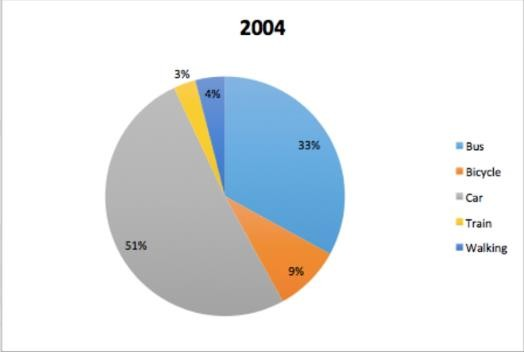 2004
3%
4%
33%
Bus
Bicycle
Car
Train
Walking
51%
9%